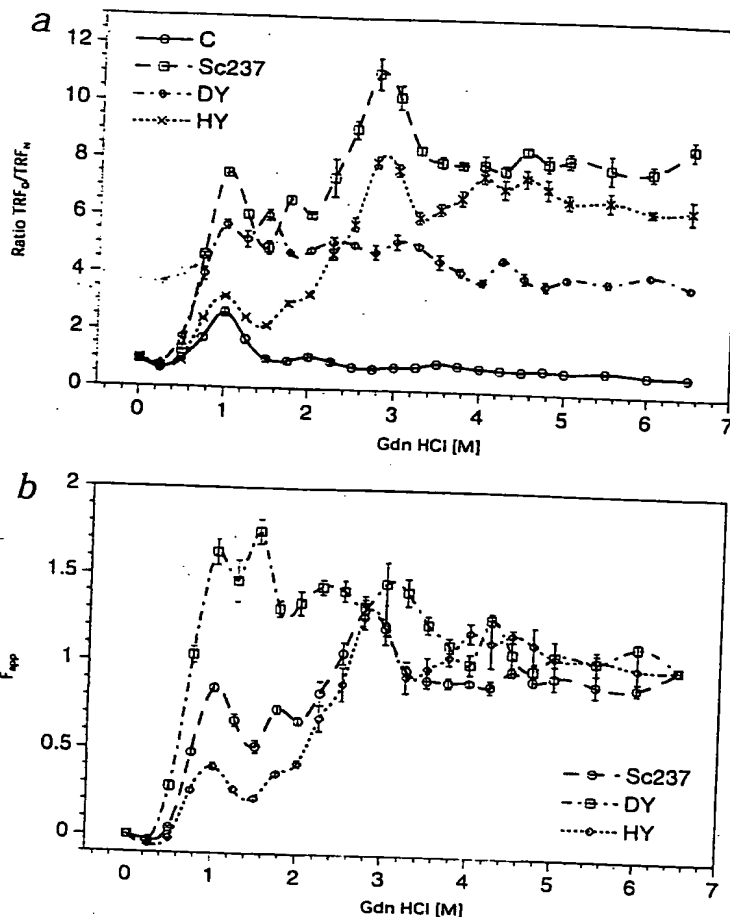 a
12
10
8
6
4
2
0
Ratio TRF_D/TRF_N
C
Sc237
DY
HY
0 1 2 3 4 5 6 7
Gdn HCl [M]
b
2
1.5
1
0.5
0
F_app
Sc237
DY
HY
0 1 2 3 4 5 6 7
Gdn HCl [M]